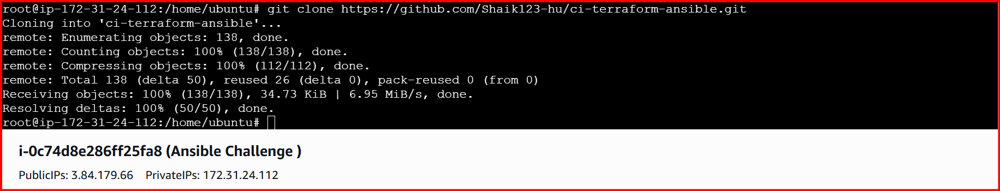 root@ip-172-31-24-112:/home/ubuntu# git clone https://github.com/Shaik123-hu/ci-terraform-ansible.git
Cloning into 'ci-terraform-ansible'...
remote: Enumerating objects: 138, done.
remote: Counting objects: 100% (138/138), done.
remote: Compressing objects: 100% (112/112), done.
remote: Total 138 (delta 50), reused 26 (delta 0), pack-reused 0 (from 0)
Receiving objects: 100% (138/138), 34.73 KiB | 6.95 MiB/s, done.
Resolving deltas: 100% (50/50), done.
root@ip-172-31-24-112:/home/ubuntu#
i-0c74d8e286ff25fa8 (Ansible Challenge )
PublicIPs: 3.84.179.66 PrivateIPs: 172.31.24.112